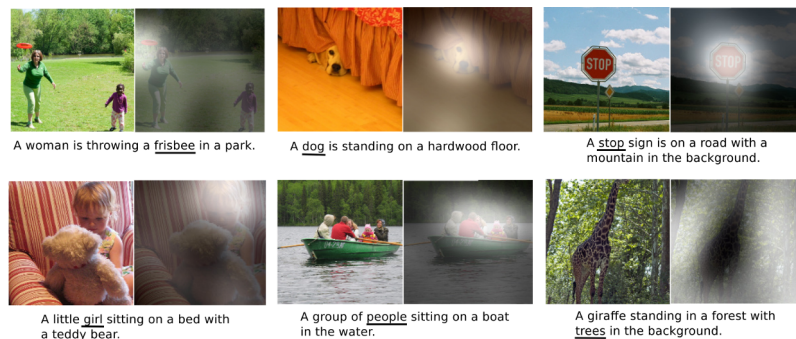 STOP
STOP
A woman is throwing a frisbee in a park.
A dog is standing on a hardwood floor.
A stop sign is on a road with a
mountain in the background.
A little girl sitting on a bed with
a teddy bear.
A group of people sitting on a boat
in the water.
A giraffe standing in a forest with
trees in the background.